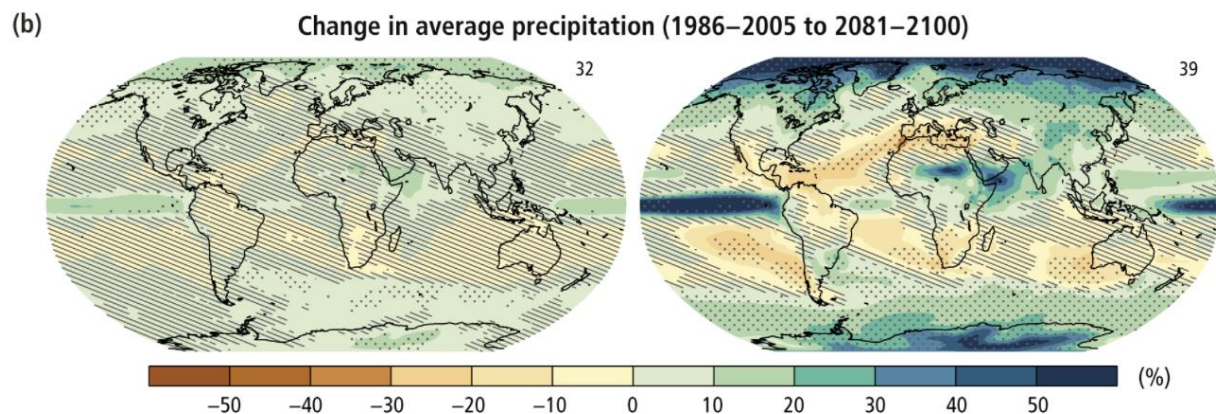 (b) Change in average precipitation (1986–2005 to 2081–2100)
32
39
−50 −40 −30 −20 −10 0 10 20 30 40 50 (%)